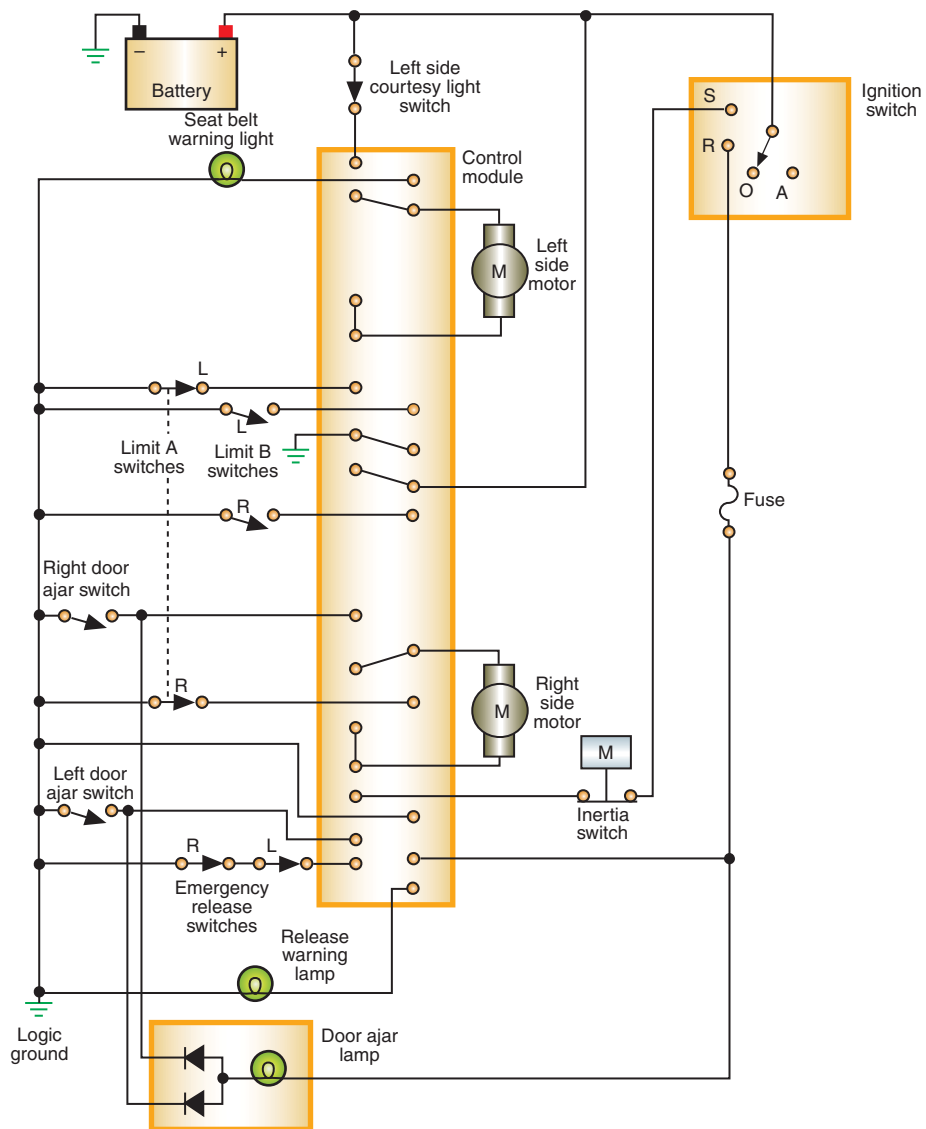 − +
Battery
Left side
courtesy light
switch
Ignition
switch
S
R
O A
Seat belt
warning light
Control
module
M
Left
side
motor
L
L
Limit A
switches
Limit B
switches
R
Fuse
Right door
ajar switch
R
M
Right
side
motor
M
Inertia
switch
Left door
ajar switch
R L
Emergency
release
switches
Release
warning
lamp
Logic
ground
Door ajar
lamp